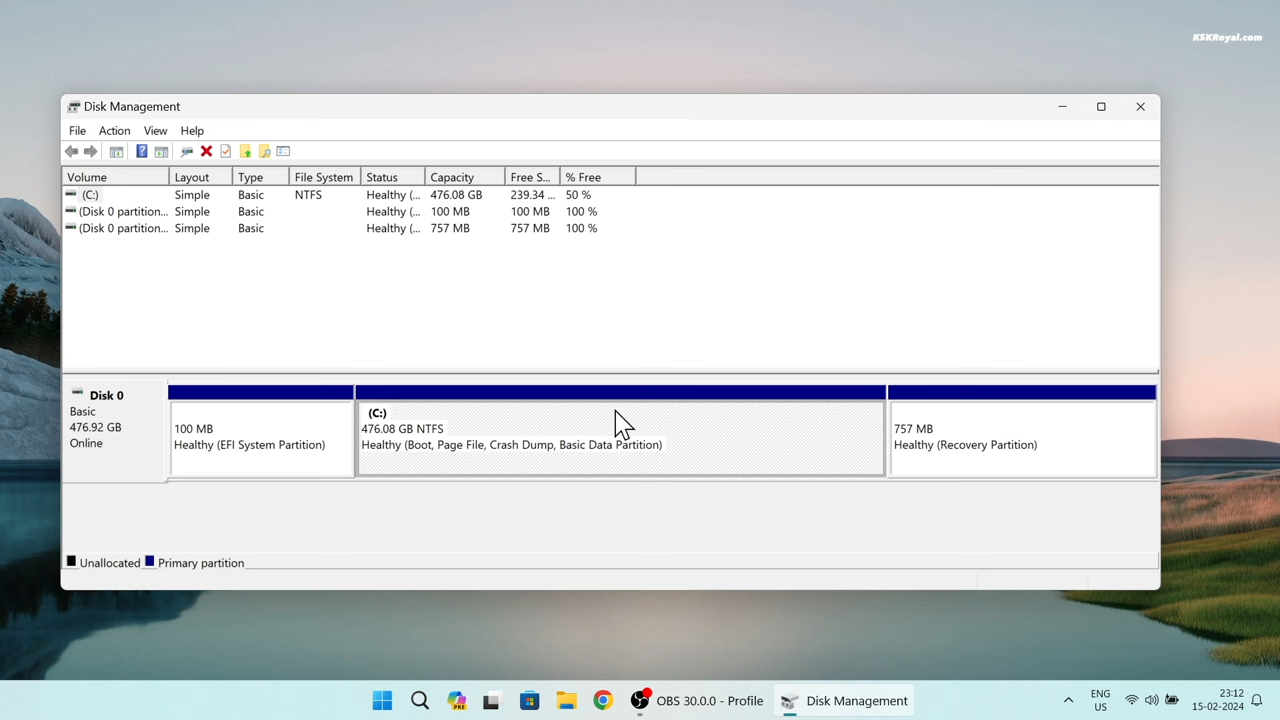 KSKRoyal.com
Disk Management
File Action View Help
Volume Layout Type File System Status Capacity Free S... % Free
(C:) Simple Basic NTFS Healthy (... 476.08 GB 239.34 ... 50 %
(Disk 0 partition... Simple Basic Healthy (... 100 MB 100 MB 100 %
(Disk 0 partition... Simple Basic Healthy (... 757 MB 757 MB 100 %
Disk 0
Basic
476.92 GB
Online
100 MB
Healthy (EFI System Partition)
(C:)
476.08 GB NTFS
Healthy (Boot, Page File, Crash Dump, Basic Data Partition)
757 MB
Healthy (Recovery Partition)
Unallocated Primary partition
PRE
OBS 30.0.0 - Profile
Disk Management
ENG
US
23:12
15-02-2024